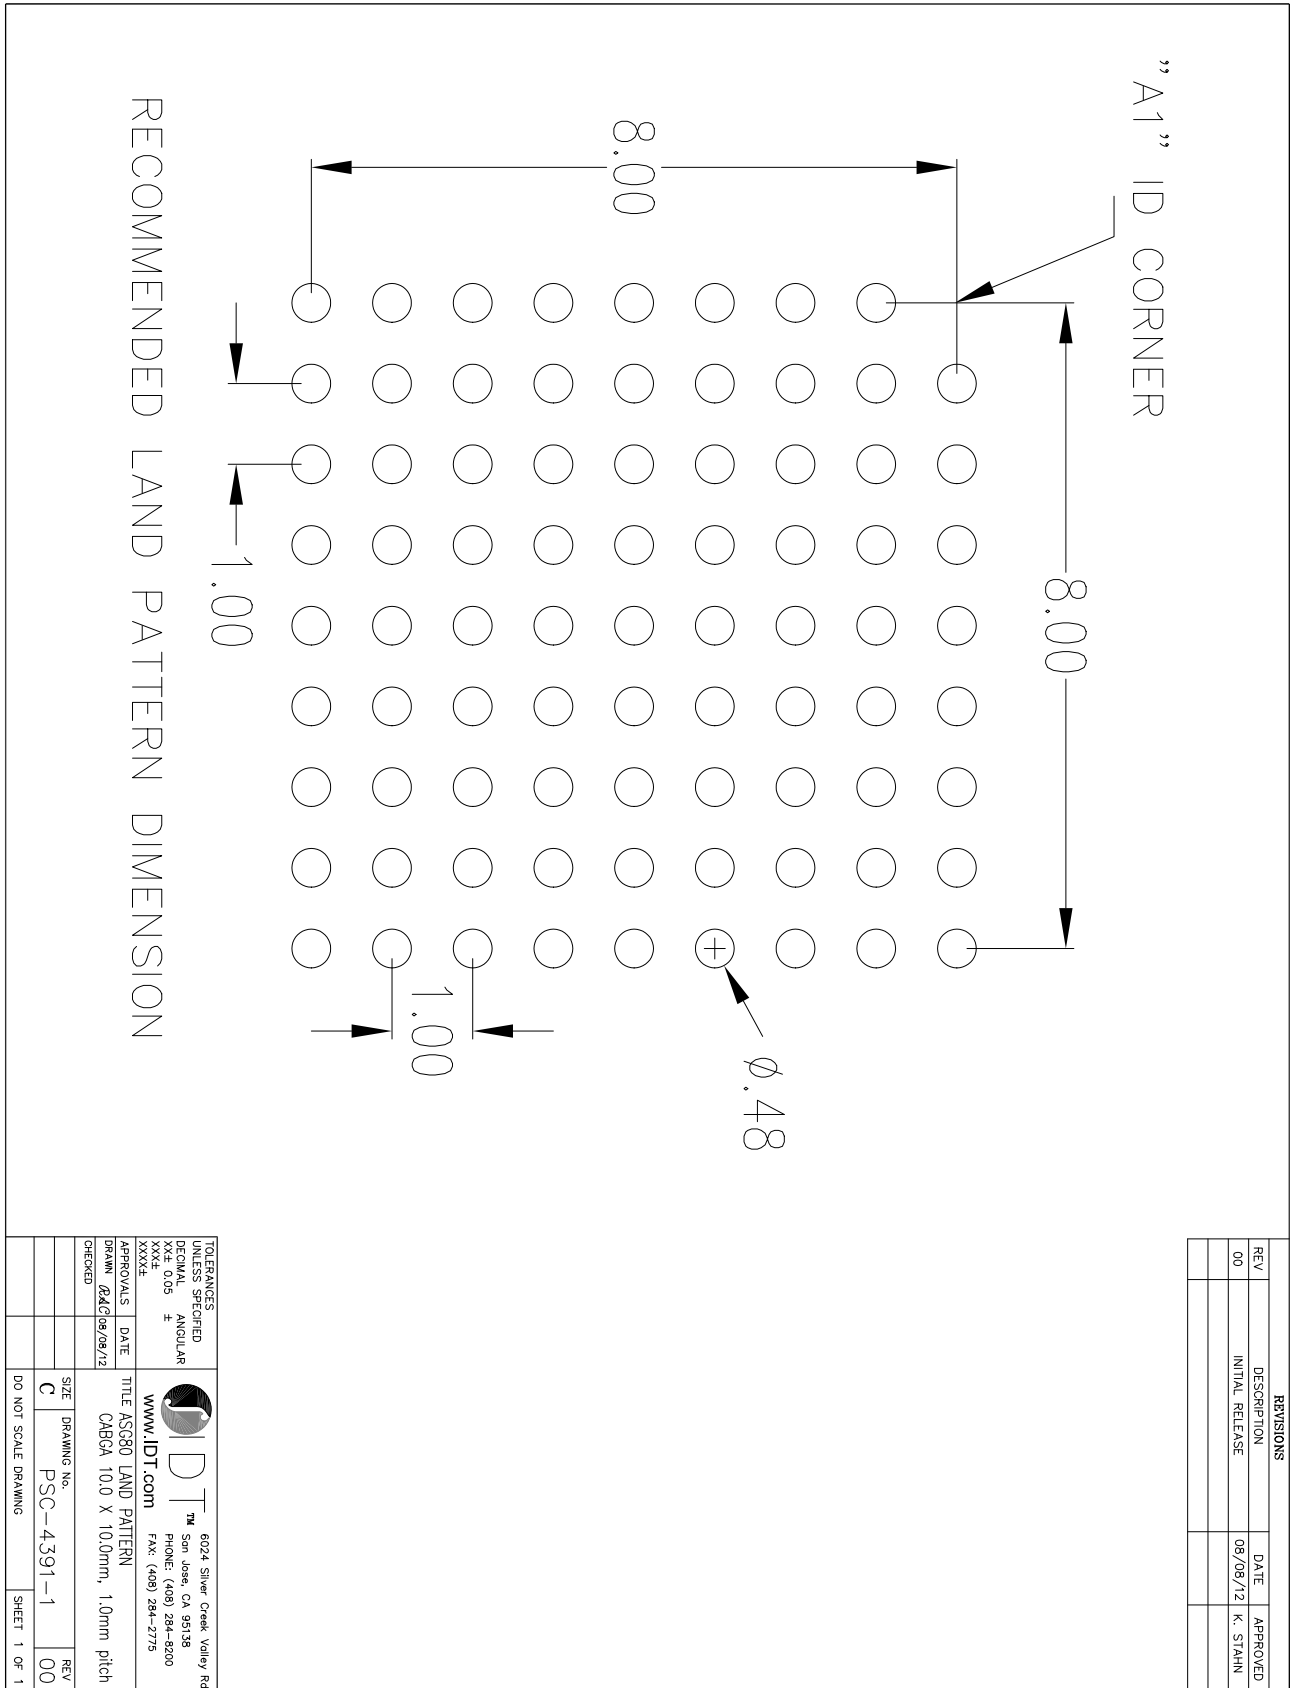 REVISIONS
REV DESCRIPTION DATE APPROVED
00 INITIAL RELEASE 08/08/12 K. STAHN
"A1" ID CORNER
8.00
8.00
Ø.48
1.00
1.00
RECOMMENDED LAND PATTERN DIMENSION
TOLERANCES
UNLESS SPECIFIED
DECIMAL ANGULAR
XX± 0.05 ±
XXX±
XXXX±
APPROVALS DATE
DRAWN RAC 08/08/12
CHECKED
IDT™
www.IDT.com
6024 Silver Creek Valley Rd
San Jose, CA 95138
PHONE: (408) 284-8200
FAX: (408) 284-2775
TITLE ASG80 LAND PATTERN
CABGA 10.0 X 10.0mm, 1.0mm pitch
SIZE DRAWING No. REV
C PSC-4391-1 00
DO NOT SCALE DRAWING SHEET 1 OF 1